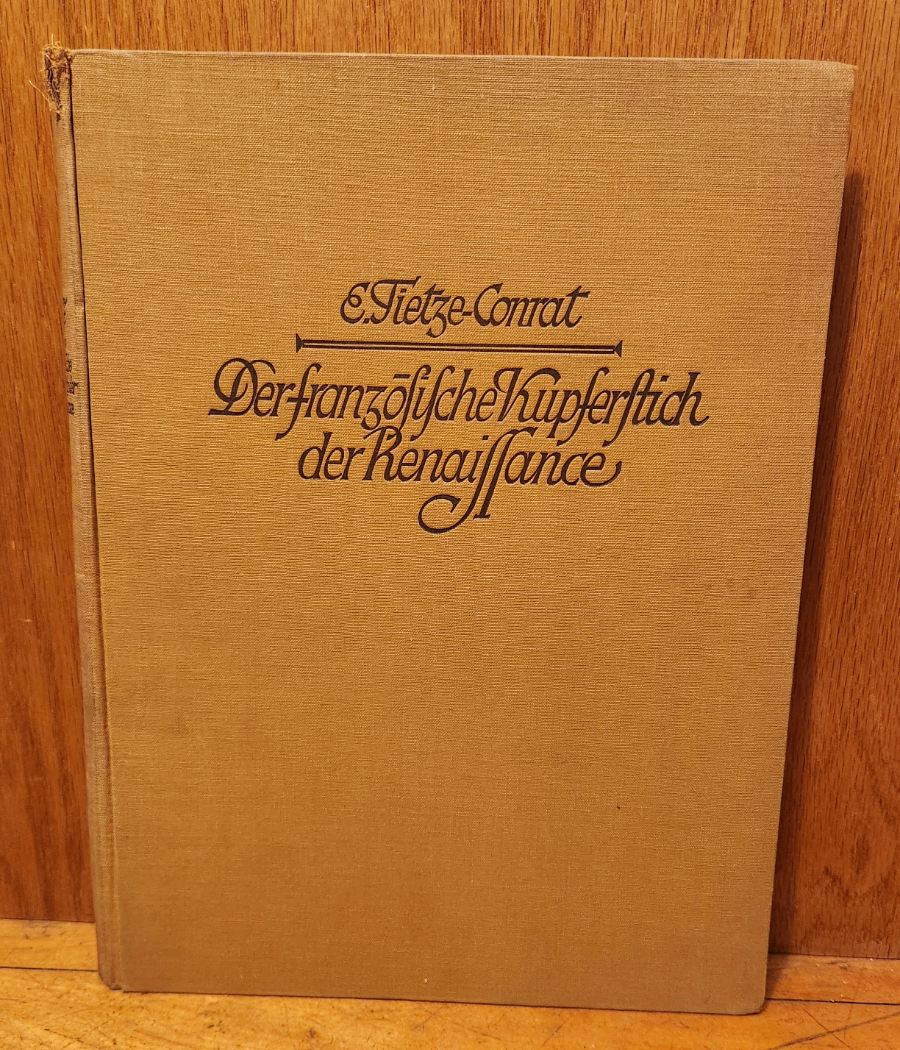 E. Tietze-Conrat
Der französiſche Kupferſtich
der Renaiſſance